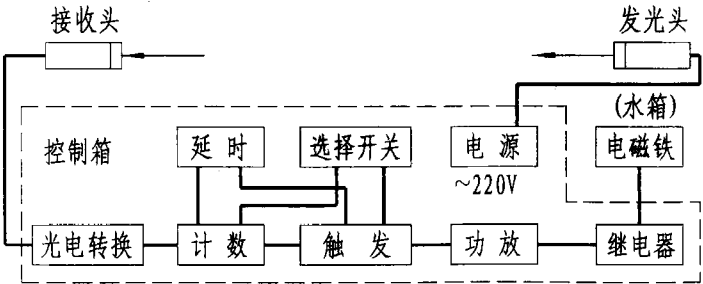 接收头
发光头
(水箱)
控制箱
延时
选择开关
电源
电磁铁
~220V
光电转换
计数
触发
功放
继电器